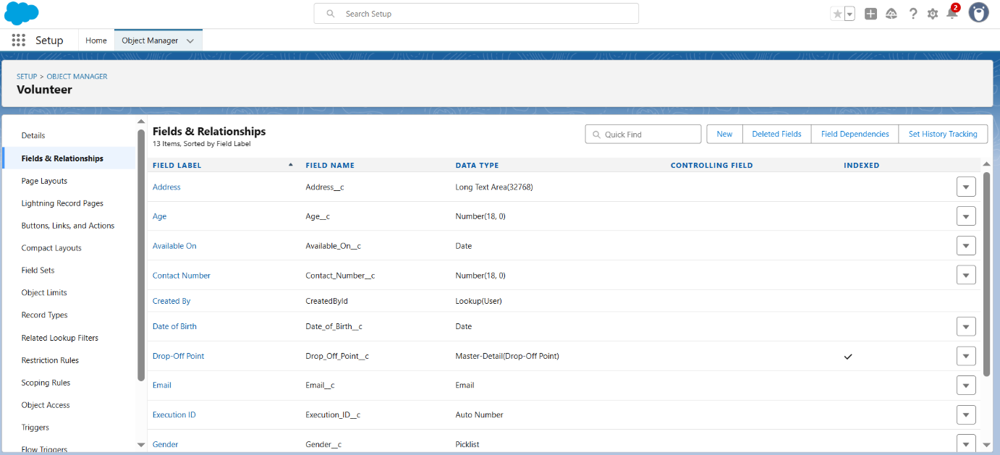 Search Setup
2
Setup
Home
Object Manager
SETUP > OBJECT MANAGER
Volunteer
Details
Fields & Relationships
Page Layouts
Lightning Record Pages
Buttons, Links, and Actions
Compact Layouts
Field Sets
Object Limits
Record Types
Related Lookup Filters
Restriction Rules
Scoping Rules
Object Access
Triggers
Flow Triggers
Fields & Relationships
13 Items, Sorted by Field Label
Quick Find
New
Deleted Fields
Field Dependencies
Set History Tracking
FIELD LABEL FIELD NAME DATA TYPE CONTROLLING FIELD INDEXED
Address Address__c Long Text Area(32768)
Age Age__c Number(18, 0)
Available On Available_On__c Date
Contact Number Contact_Number__c Number(18, 0)
Created By CreatedById Lookup(User)
Date of Birth Date_of_Birth__c Date
Drop-Off Point Drop_Off_Point__c Master-Detail(Drop-Off Point)
Email Email__c Email
Execution ID Execution_ID__c Auto Number
Gender Gender__c Picklist